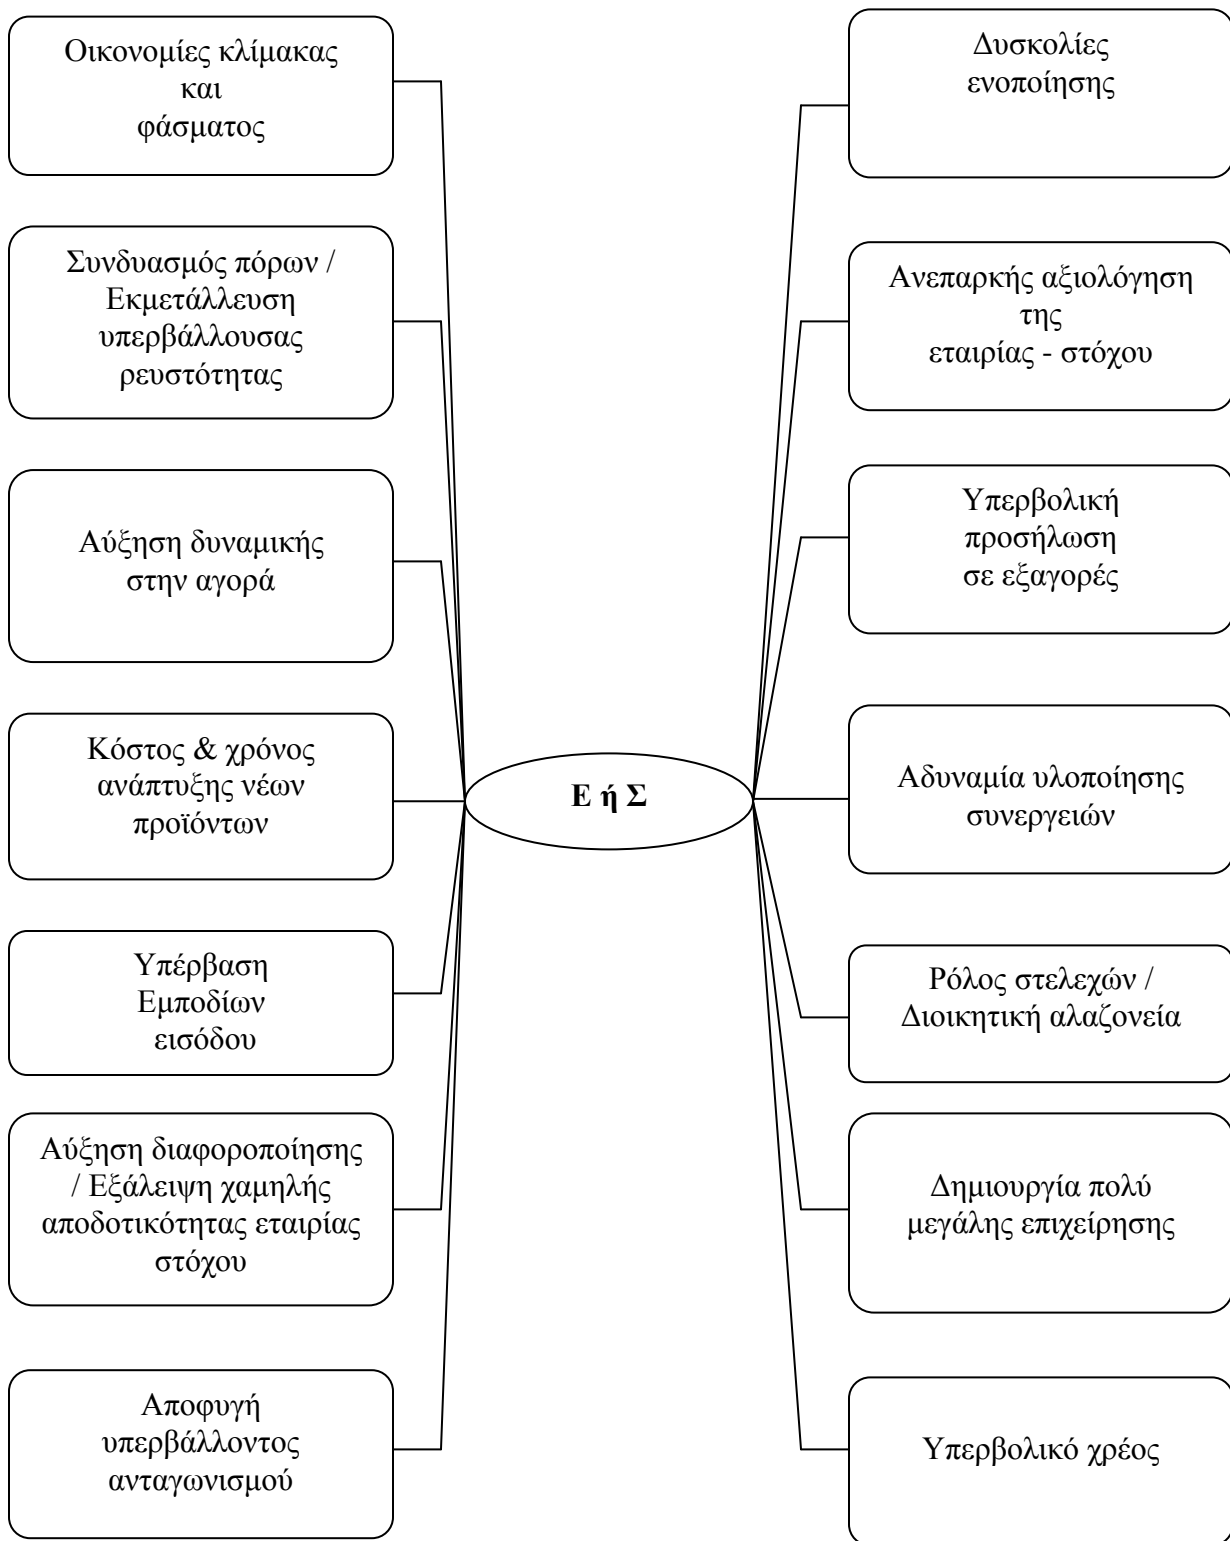 Οικονομίες κλίμακας
και
φάσματος
Συνδυασμός πόρων /
Εκμετάλλευση
υπερβάλλουσας
ρευστότητας
Αύξηση δυναμικής
στην αγορά
Κόστος & χρόνος
ανάπτυξης νέων
προϊόντων
Υπέρβαση
Εμποδίων
εισόδου
Αύξηση διαφοροποίησης
/ Εξάλειψη χαμηλής
αποδοτικότητας εταιρίας
στόχου
Αποφυγή
υπερβάλλοντος
ανταγωνισμού
Ε ή Σ
Δυσκολίες
ενοποίησης
Ανεπαρκής αξιολόγηση
της
εταιρίας - στόχου
Υπερβολική
προσήλωση
σε εξαγορές
Αδυναμία υλοποίησης
συνεργειών
Ρόλος στελεχών /
Διοικητική αλαζονεία
Δημιουργία πολύ
μεγάλης επιχείρησης
Υπερβολικό χρέος